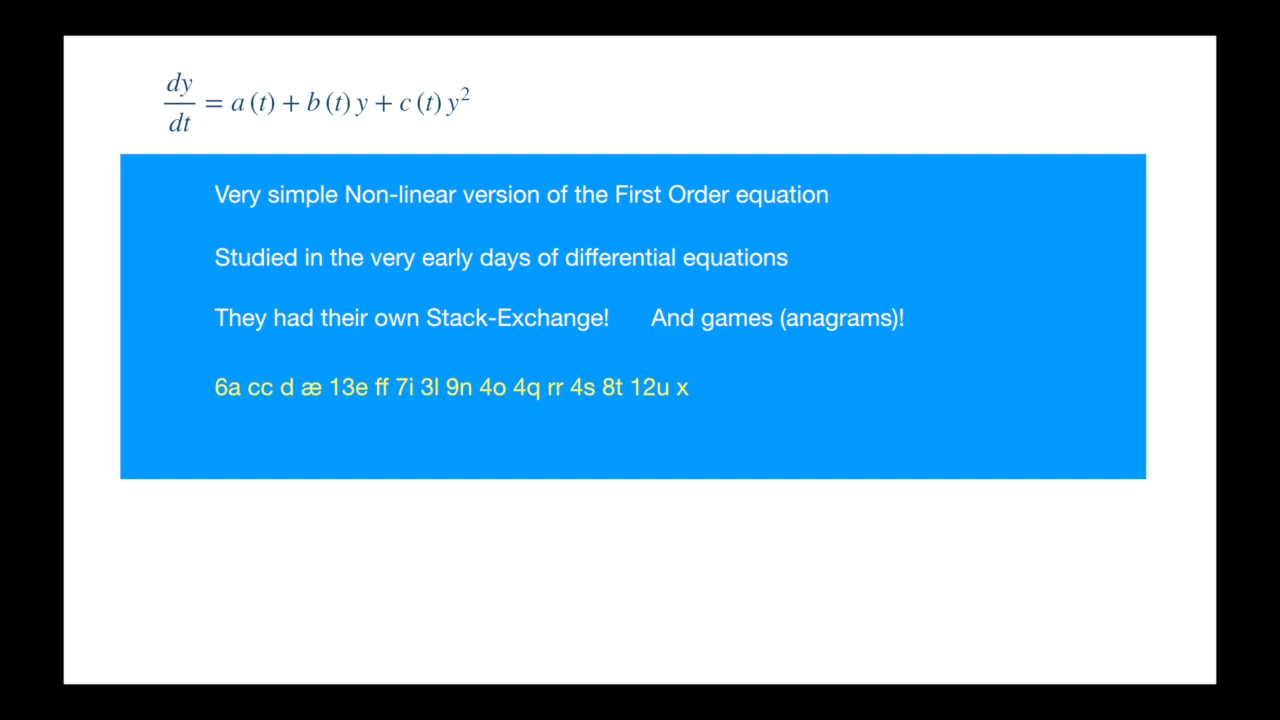 dy/dt = a (t) + b (t) y + c (t) y²
Very simple Non-linear version of the First Order equation
Studied in the very early days of differential equations
They had their own Stack-Exchange! And games (anagrams)!
6a cc d æ 13e ff 7i 3l 9n 4o 4q rr 4s 8t 12u x